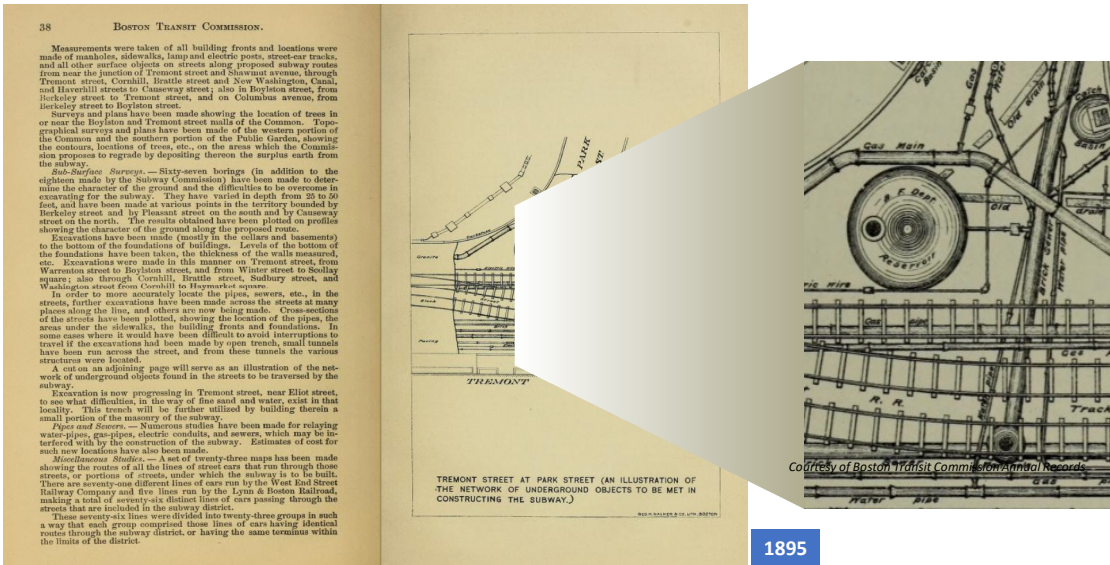 38 BOSTON TRANSIT COMMISSION.
Measurements were taken of all building fronts and locations were
made of manholes, sidewalks, lamp and electric posts, street-car tracks,
and all other surface objects on streets along proposed subway routes
from near the junction of Tremont street and Shawmut avenue, through
Tremont street, Cornhill, Brattle street and New Washington, Canal,
and Haverhill streets to Causeway street; also in Boylston street, from
Berkeley street to Tremont street, and on Columbus avenue, from
Berkeley street to Boylston street.
Surveys and plans have been made showing the location of trees in
or near the Boylston and Tremont street malls of the Common. Topo-
graphical surveys and plans have been made of the western portion of
the Common and the southern portion of the Public Garden, showing
the contours, locations of trees, etc., on the areas which the Commis-
sion proposes to regrade by depositing thereon the surplus earth from
the subway.
Sub-Surface Surveys. — Sixty-seven borings (in addition to the
eighteen made by the Subway Commission) have been made to deter-
mine the character of the ground and the difficulties to be overcome in
excavating for the subway. They have varied in depth from 25 to 50
feet, and have been made at various points in the territory bounded by
Berkeley street and by Pleasant street on the south and by Causeway
street on the north. The results obtained have been plotted on profiles
showing the character of the ground along the proposed route.
Excavations have been made (mostly in the cellars and basements)
to the bottom of the foundations of buildings. Levels of the bottom of
the foundations have been taken, the thickness of the walls measured,
etc. Excavations were made in this manner on Tremont street, from
Warrenton street to Boylston street, and from Winter street to Scollay
square; also through Cornhill, Brattle street, Sudbury street, and
Washington street from Cornhill to Haymarket square.
In order to more accurately locate the pipes, sewers, etc., in the
streets, further excavations have been made across the streets at many
places along the line, and others are now being made. Cross-sections
of the streets have been plotted, showing the location of the pipes, the
areas under the sidewalks, the building fronts and foundations. In
some cases where it would have been difficult to avoid interruptions to
travel if the excavations had been made by open trench, small tunnels
have been run across the street, and from these tunnels the various
structures were located.
A cut on an adjoining page will serve as an illustration of the net-
work of underground objects found in the streets to be traversed by the
subway.
Excavation is now progressing in Tremont street, near Eliot street,
to see what difficulties, in the way of fine sand and water, exist in that
locality. This trench will be further utilized by building therein a
small portion of the masonry of the subway.
Pipes and Sewers. — Numerous studies have been made for relaying
water-pipes, gas-pipes, electric conduits, and sewers, which may be in-
terfered with by the construction of the subway. Estimates of cost for
such new locations have also been made.
Miscellaneous Studies. — A set of twenty-three maps has been made
showing the routes of all the lines of street cars that run through those
streets, or portions of streets, under which the subway is to be built.
There are seventy-one different lines of cars run by the West End Street
Railway Company and five lines run by the Lynn & Boston Railroad,
making a total of seventy-six distinct lines of cars passing through the
streets that are included in the subway district.
These seventy-six lines were divided into twenty-three groups in such
a way that each group comprised those lines of cars having identical
routes through the subway district, or having the same terminus within
the limits of the district.
PARK
ST.
Granite
Block
Paving
TREMONT
TREMONT STREET AT PARK STREET (AN ILLUSTRATION OF
THE NETWORK OF UNDERGROUND OBJECTS TO BE MET IN
CONSTRUCTING THE SUBWAY.)
GEO. H. WALKER & CO. LITH. BOSTON
Catch
Basin
Gas
Drain
Old
Catch
Basin
Gas Main
B. F. Dept.
Reservoir
Old
Drain
Brick Sewer
Water Pipe
ric Wire
Gas pipe
Gas
R. R.
Track
Courtesy of Boston Transit Commission Annual Records
Gas
Water pipe
1895